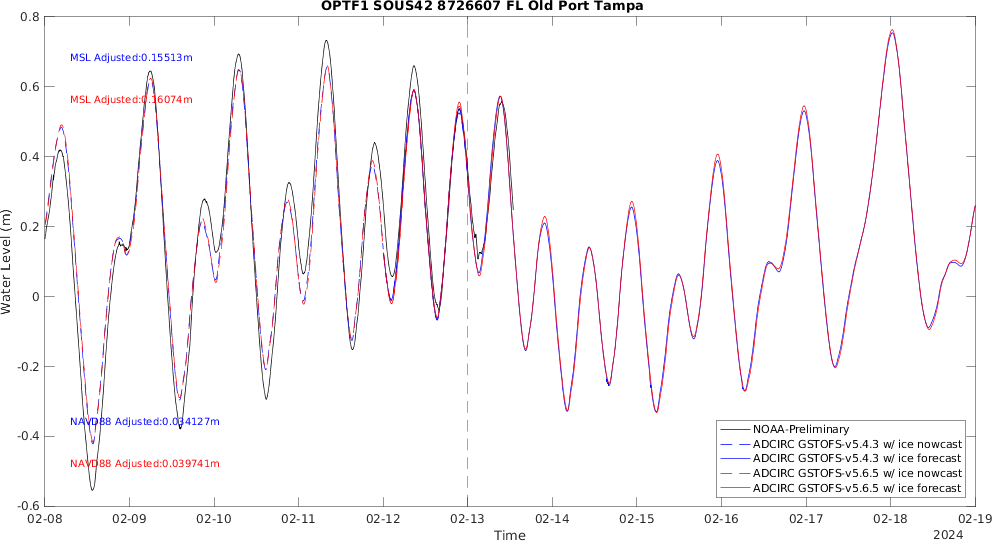 OPTF1 SOUS42 8726607 FL Old Port Tampa
0.8
0.6
0.4
0.2
0
-0.2
-0.4
-0.6
Water Level (m)
MSL Adjusted:0.15513m
MSL Adjusted:0.16074m
NAVD88 Adjusted:0.034127m
NAVD88 Adjusted:0.039741m
NOAA-Preliminary
ADCIRC GSTOFS-v5.4.3 w/ ice nowcast
ADCIRC GSTOFS-v5.4.3 w/ ice forecast
ADCIRC GSTOFS-v5.6.5 w/ ice nowcast
ADCIRC GSTOFS-v5.6.5 w/ ice forecast
02-08 02-09 02-10 02-11 02-12 02-13 02-14 02-15 02-16 02-17 02-18 02-19
Time
2024